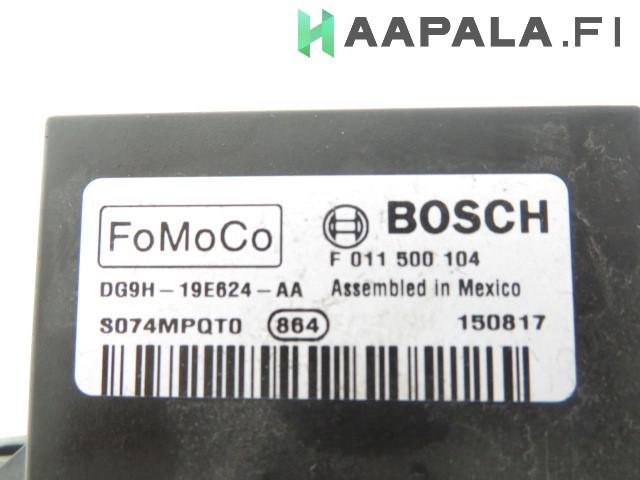 HAAPALA.FI
FoMoCo
BOSCH
F 011 500 104
DG9H-19E624-AA Assembled in Mexico
S074MPQT0 864 150817